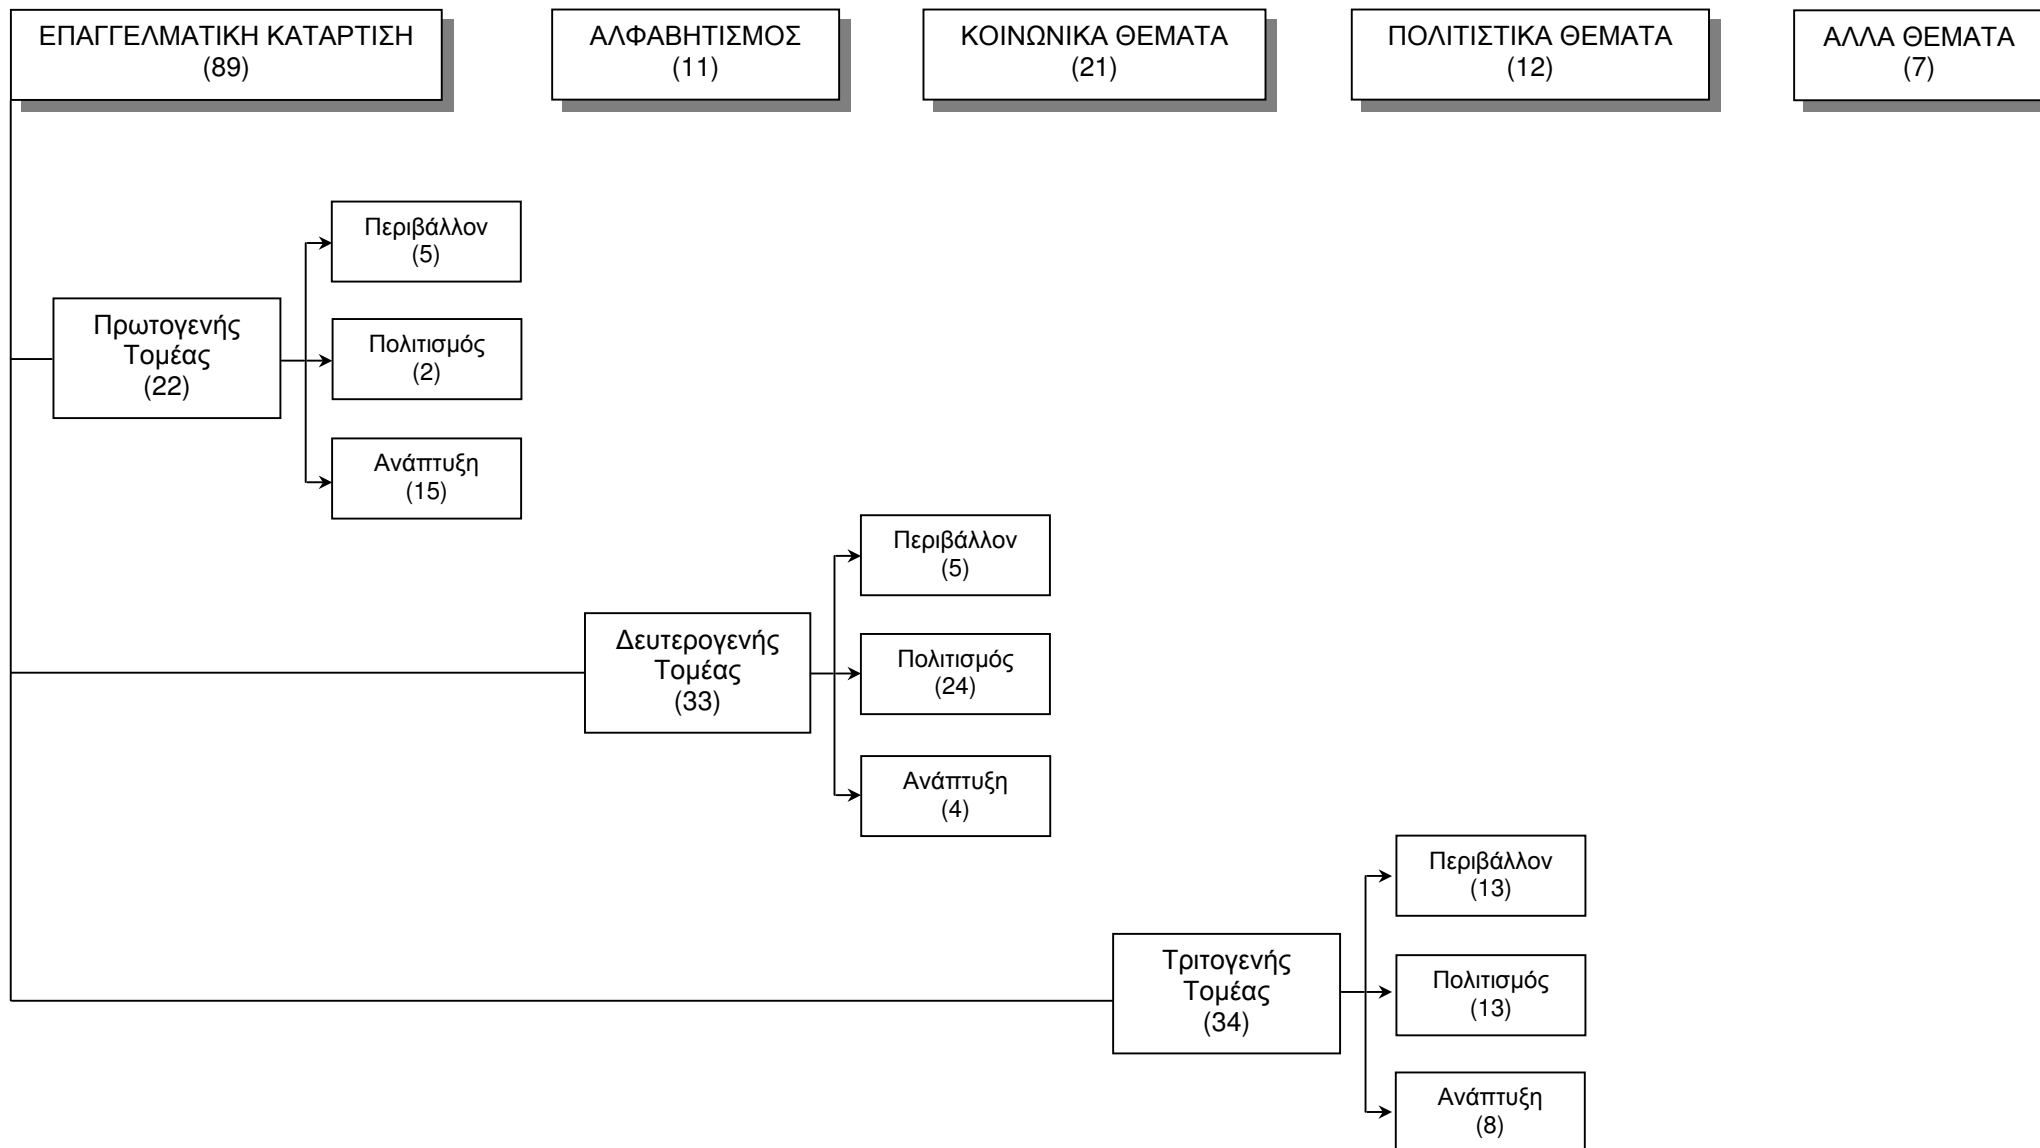 ΕΠΑΓΓΕΛΜΑΤΙΚΗ ΚΑΤΑΡΤΙΣΗ
(89)
ΑΛΦΑΒΗΤΙΣΜΟΣ
(11)
ΚΟΙΝΩΝΙΚΑ ΘΕΜΑΤΑ
(21)
ΠΟΛΙΤΙΣΤΙΚΑ ΘΕΜΑΤΑ
(12)
ΑΛΛΑ ΘΕΜΑΤΑ
(7)
Πρωτογενής
Τομέας
(22)
Περιβάλλον
(5)
Πολιτισμός
(2)
Ανάπτυξη
(15)
Δευτερογενής
Τομέας
(33)
Περιβάλλον
(5)
Πολιτισμός
(24)
Ανάπτυξη
(4)
Τριτογενής
Τομέας
(34)
Περιβάλλον
(13)
Πολιτισμός
(13)
Ανάπτυξη
(8)